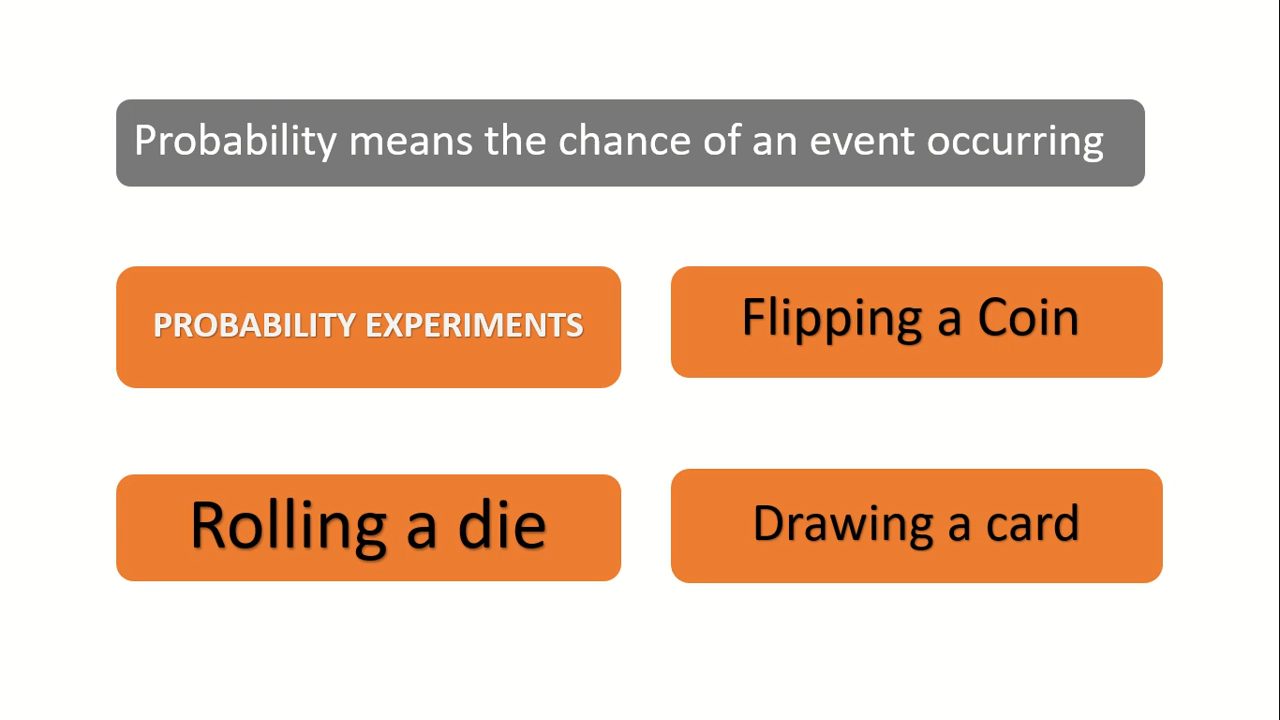 Probability means the chance of an event occurring
PROBABILITY EXPERIMENTS
Flipping a Coin
Rolling a die
Drawing a card